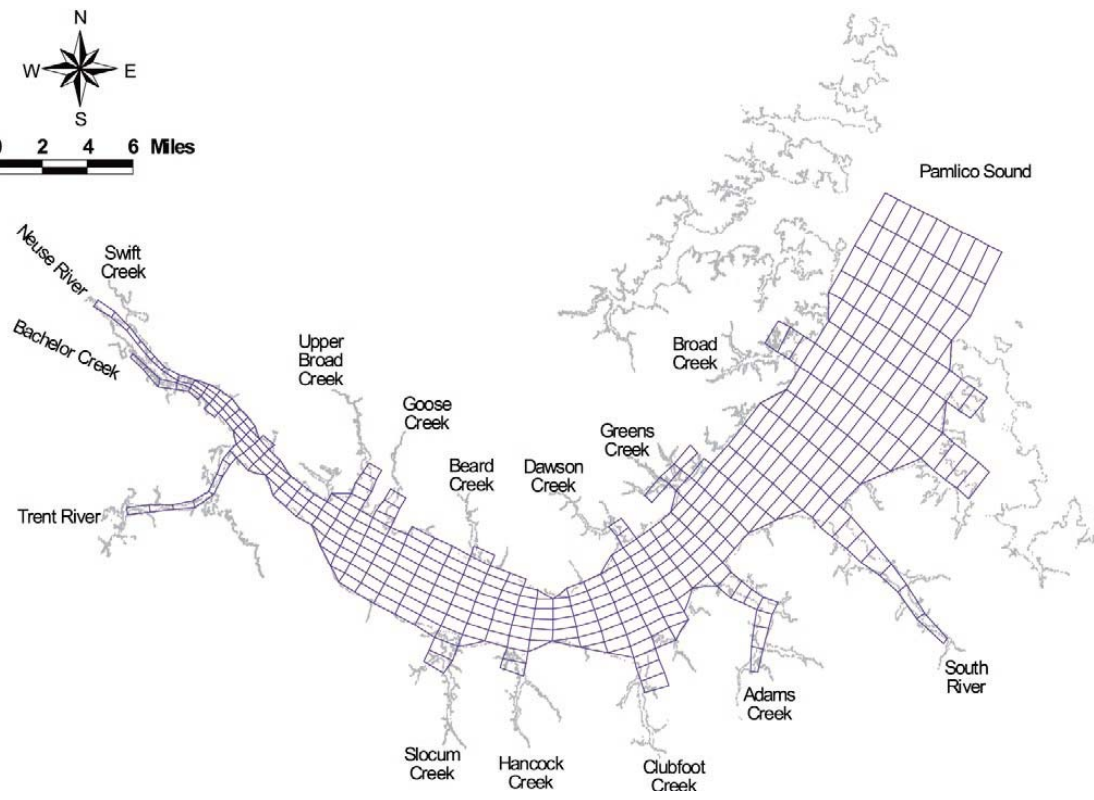 N
W E
S
2 4 6 Miles
Pamlico Sound
Neuse River
Swift
Creek
Bachelor Creek
Upper
Broad
Creek
Goose
Creek
Broad
Creek
Greens
Creek
Beard
Creek
Dawson
Creek
Trent River
South
River
Adams
Creek
Slocum
Creek
Hancock
Creek
Clubfoot
Creek